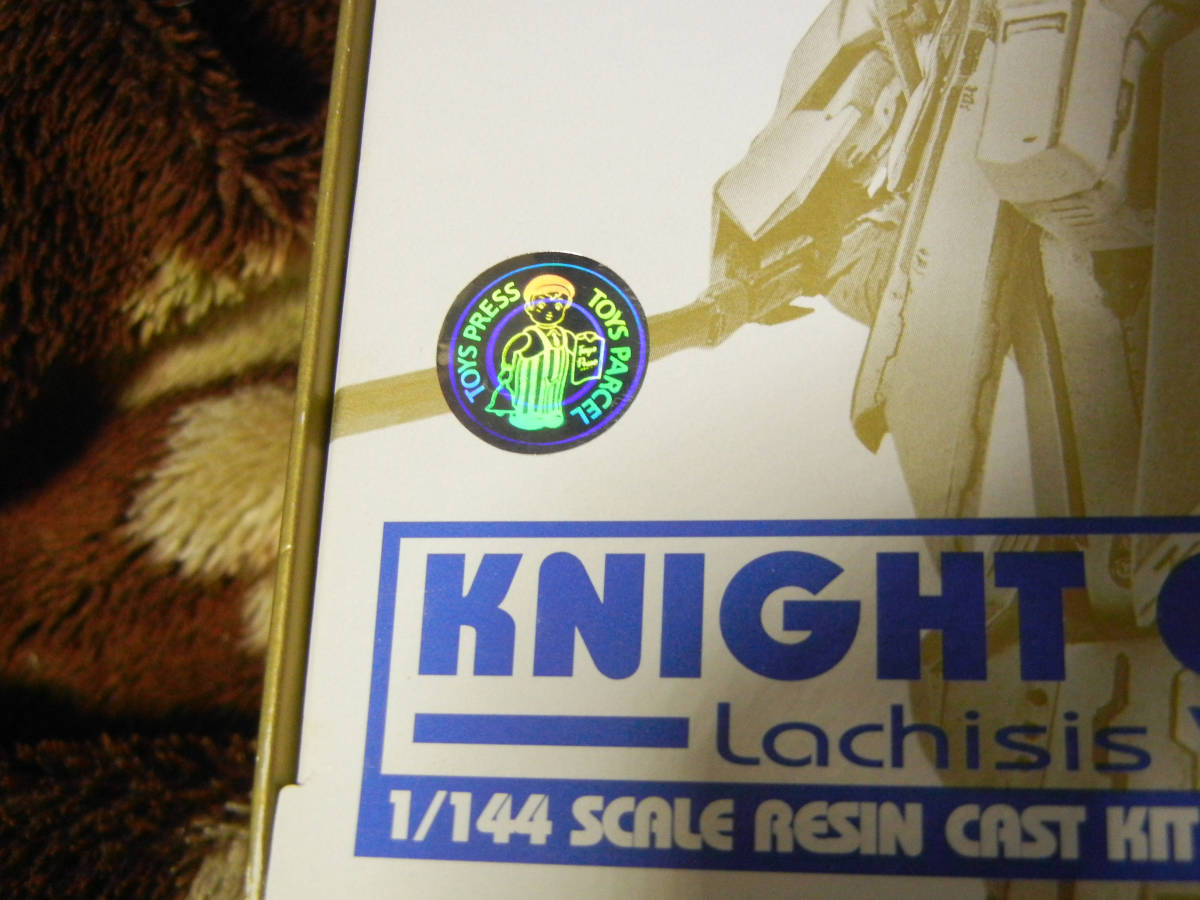 TOYS PRESS
TOYS PARCEL
KNIGHT
Lachisis
1/144 SCALE RESIN CAST KIT